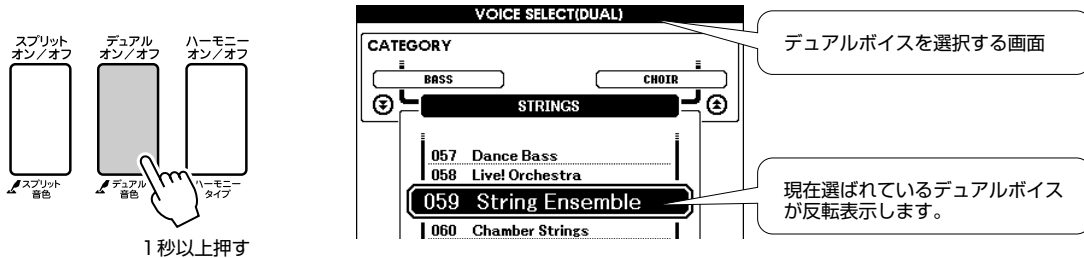 スプリット
オン／オフ
デュアル
オン／オフ
ハーモニー
オン／オフ
スプリット
音色
デュアル
音色
ハーモニー
タイプ
1秒以上押す
VOICE SELECT(DUAL)
CATEGORY
BASS
CHOIR
STRINGS
057 Dance Bass
058 Live! Orchestra
059 String Ensemble
060 Chamber Strings
デュアルボイスを選択する画面
現在選ばれているデュアルボイス
が反転表示します。